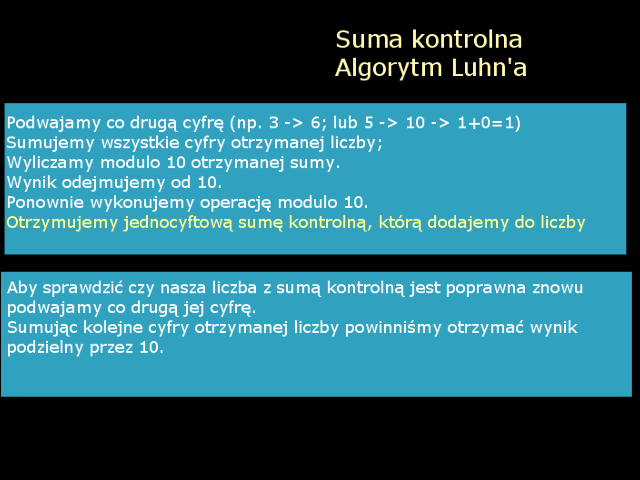 Suma kontrolna
Algorytm Luhn'a
Podwajamy co drugą cyfrę (np. 3 -> 6; lub 5 -> 10 -> 1+0=1)
Sumujemy wszystkie cyfry otrzymanej liczby;
Wyliczamy modulo 10 otrzymanej sumy.
Wynik odejmujemy od 10.
Ponownie wykonujemy operację modulo 10.
Otrzymujemy jednocyftową sumę kontrolną, którą dodajemy do liczby
Aby sprawdzić czy nasza liczba z sumą kontrolną jest poprawna znowu
podwajamy co drugą jej cyfrę.
Sumując kolejne cyfry otrzymanej liczby powinniśmy otrzymać wynik
podzielny przez 10.